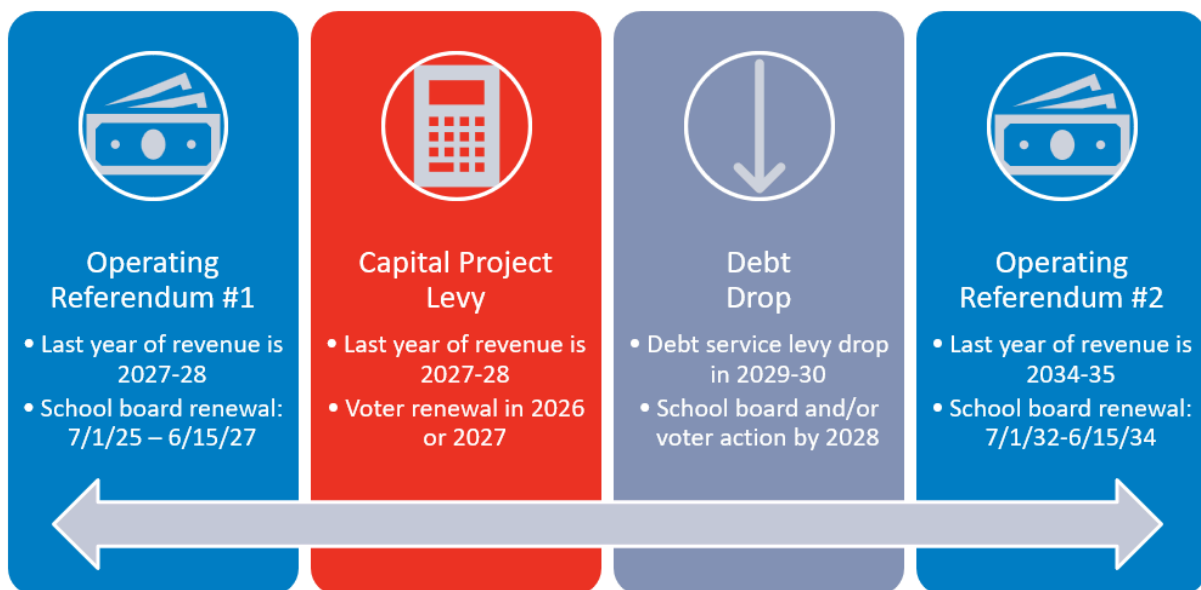 Operating
Referendum #1
• Last year of revenue is
2027-28
• School board renewal:
7/1/25 – 6/15/27
Capital Project
Levy
• Last year of revenue is
2027-28
• Voter renewal in 2026
or 2027
Debt
Drop
• Debt service levy drop
in 2029-30
• School board and/or
voter action by 2028
Operating
Referendum #2
• Last year of revenue is
2034-35
• School board renewal:
7/1/32-6/15/34